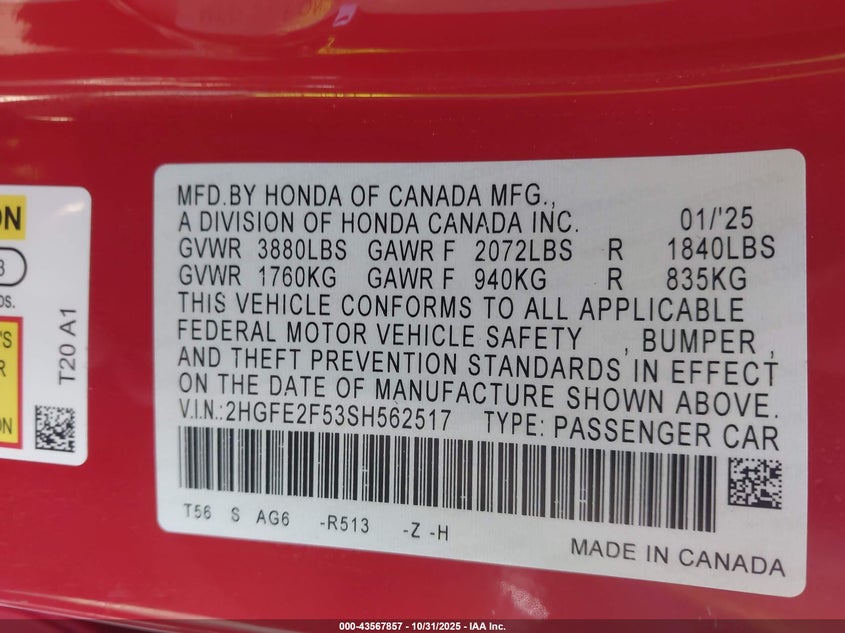 MFD.BY HONDA OF CANADA MFG.,
A DIVISION OF HONDA CANADA INC. 01/'25
GVWR 3880LBS GAWR F 2072LBS R 1840LBS
GVWR 1760KG GAWR F 940KG R 835KG
THIS VEHICLE CONFORMS TO ALL APPLICABLE
FEDERAL MOTOR VEHICLE SAFETY , BUMPER ,
AND THEFT PREVENTION STANDARDS IN EFFECT
ON THE DATE OF MANUFACTURE SHOWN ABOVE.
V.I.N.:2HGFE2F53SH562517 TYPE: PASSENGER CAR
T56 S AG6 -R513 -Z -H
MADE IN CANADA
T20 A1
000-43567857 - 10/31/2025 - IAA Inc.